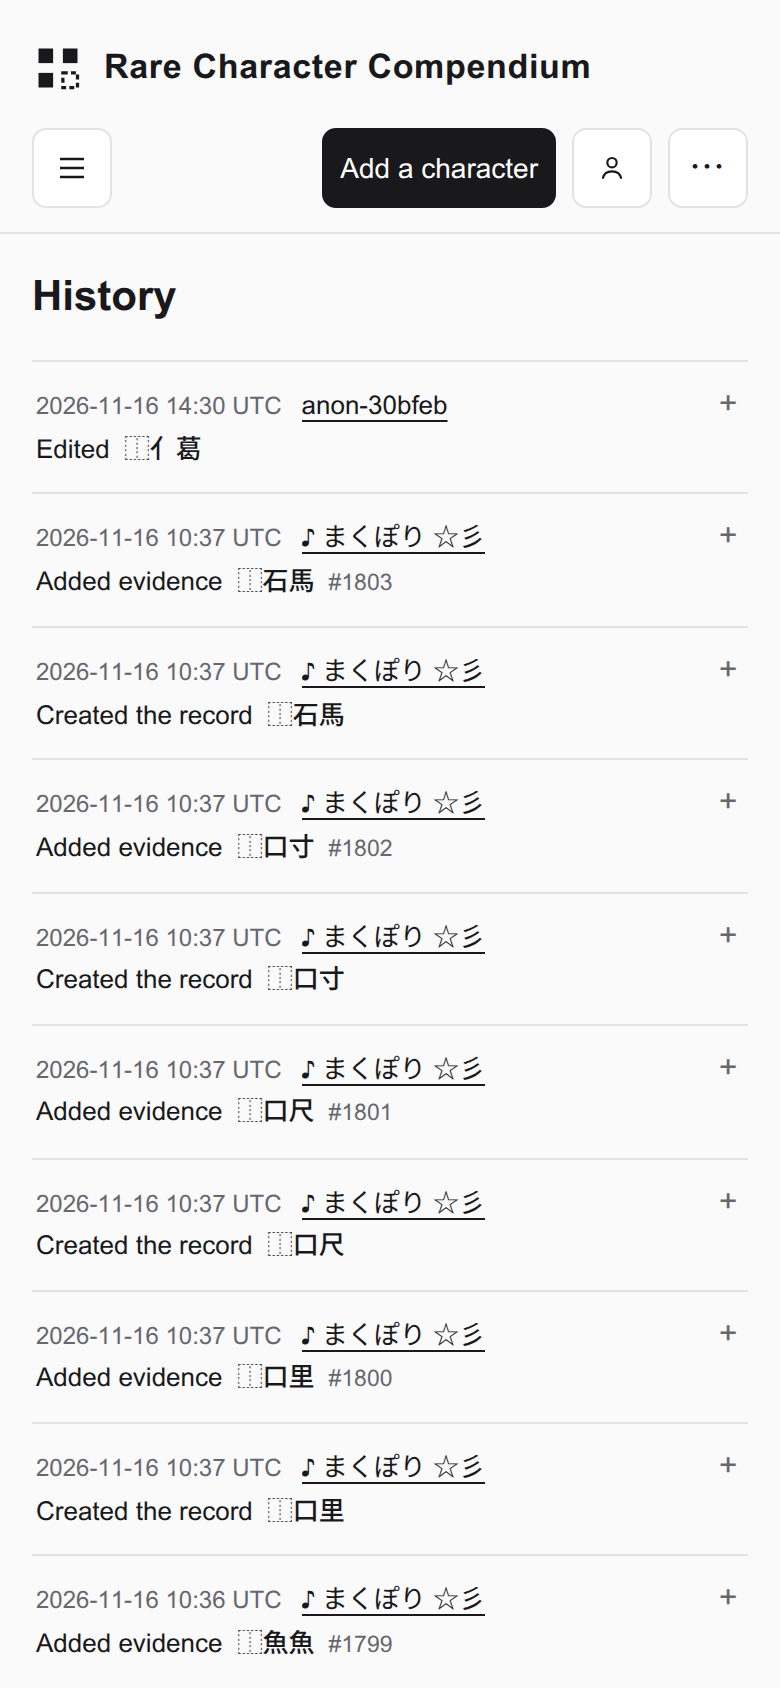 Rare Character Compendium
Add a character
History
2026-11-16 14:30 UTC anon-30bfeb +
Edited ⿰亻葛
2026-11-16 10:37 UTC ♪ まくぽり ☆彡 +
Added evidence ⿰石馬 #1803
2026-11-16 10:37 UTC ♪ まくぽり ☆彡 +
Created the record ⿰石馬
2026-11-16 10:37 UTC ♪ まくぽり ☆彡 +
Added evidence ⿰口寸 #1802
2026-11-16 10:37 UTC ♪ まくぽり ☆彡 +
Created the record ⿰口寸
2026-11-16 10:37 UTC ♪ まくぽり ☆彡 +
Added evidence ⿰口尺 #1801
2026-11-16 10:37 UTC ♪ まくぽり ☆彡 +
Created the record ⿰口尺
2026-11-16 10:37 UTC ♪ まくぽり ☆彡 +
Added evidence ⿰口里 #1800
2026-11-16 10:37 UTC ♪ まくぽり ☆彡 +
Created the record ⿰口里
2026-11-16 10:36 UTC ♪ まくぽり ☆彡 +
Added evidence ⿰魚魚 #1799